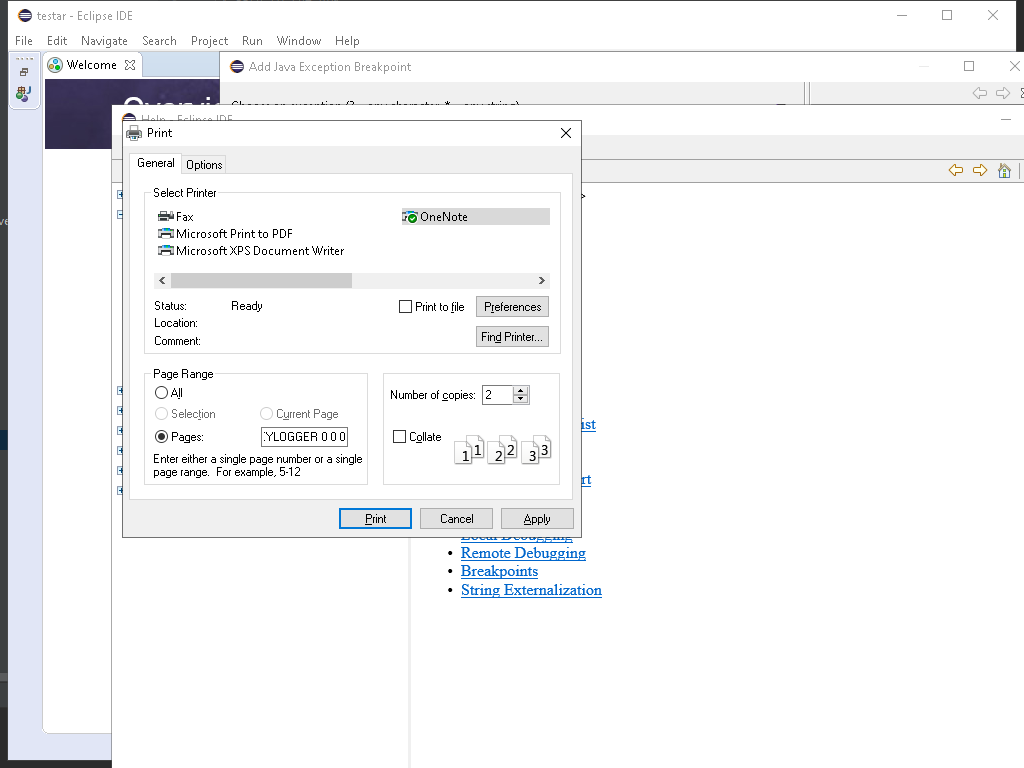 testar - Eclipse IDE
File Edit Navigate Search Project Run Window Help
Welcome
Add Java Exception Breakpoint
Help - Eclipse IDE
Print
General Options
Select Printer
Fax
OneNote
Microsoft Print to PDF
Microsoft XPS Document Writer
Status: Ready
Print to file
Preferences
Location:
Comment:
Find Printer...
Page Range
All
Selection
Current Page
Pages:
YLOGGER 0 0 0
Enter either a single page number or a single
page range. For example, 5-12
Number of copies: 2
Collate
1 1 2 2 3 3
Print Cancel Apply
Local Debugging
• Remote Debugging
• Breakpoints
• String Externalization